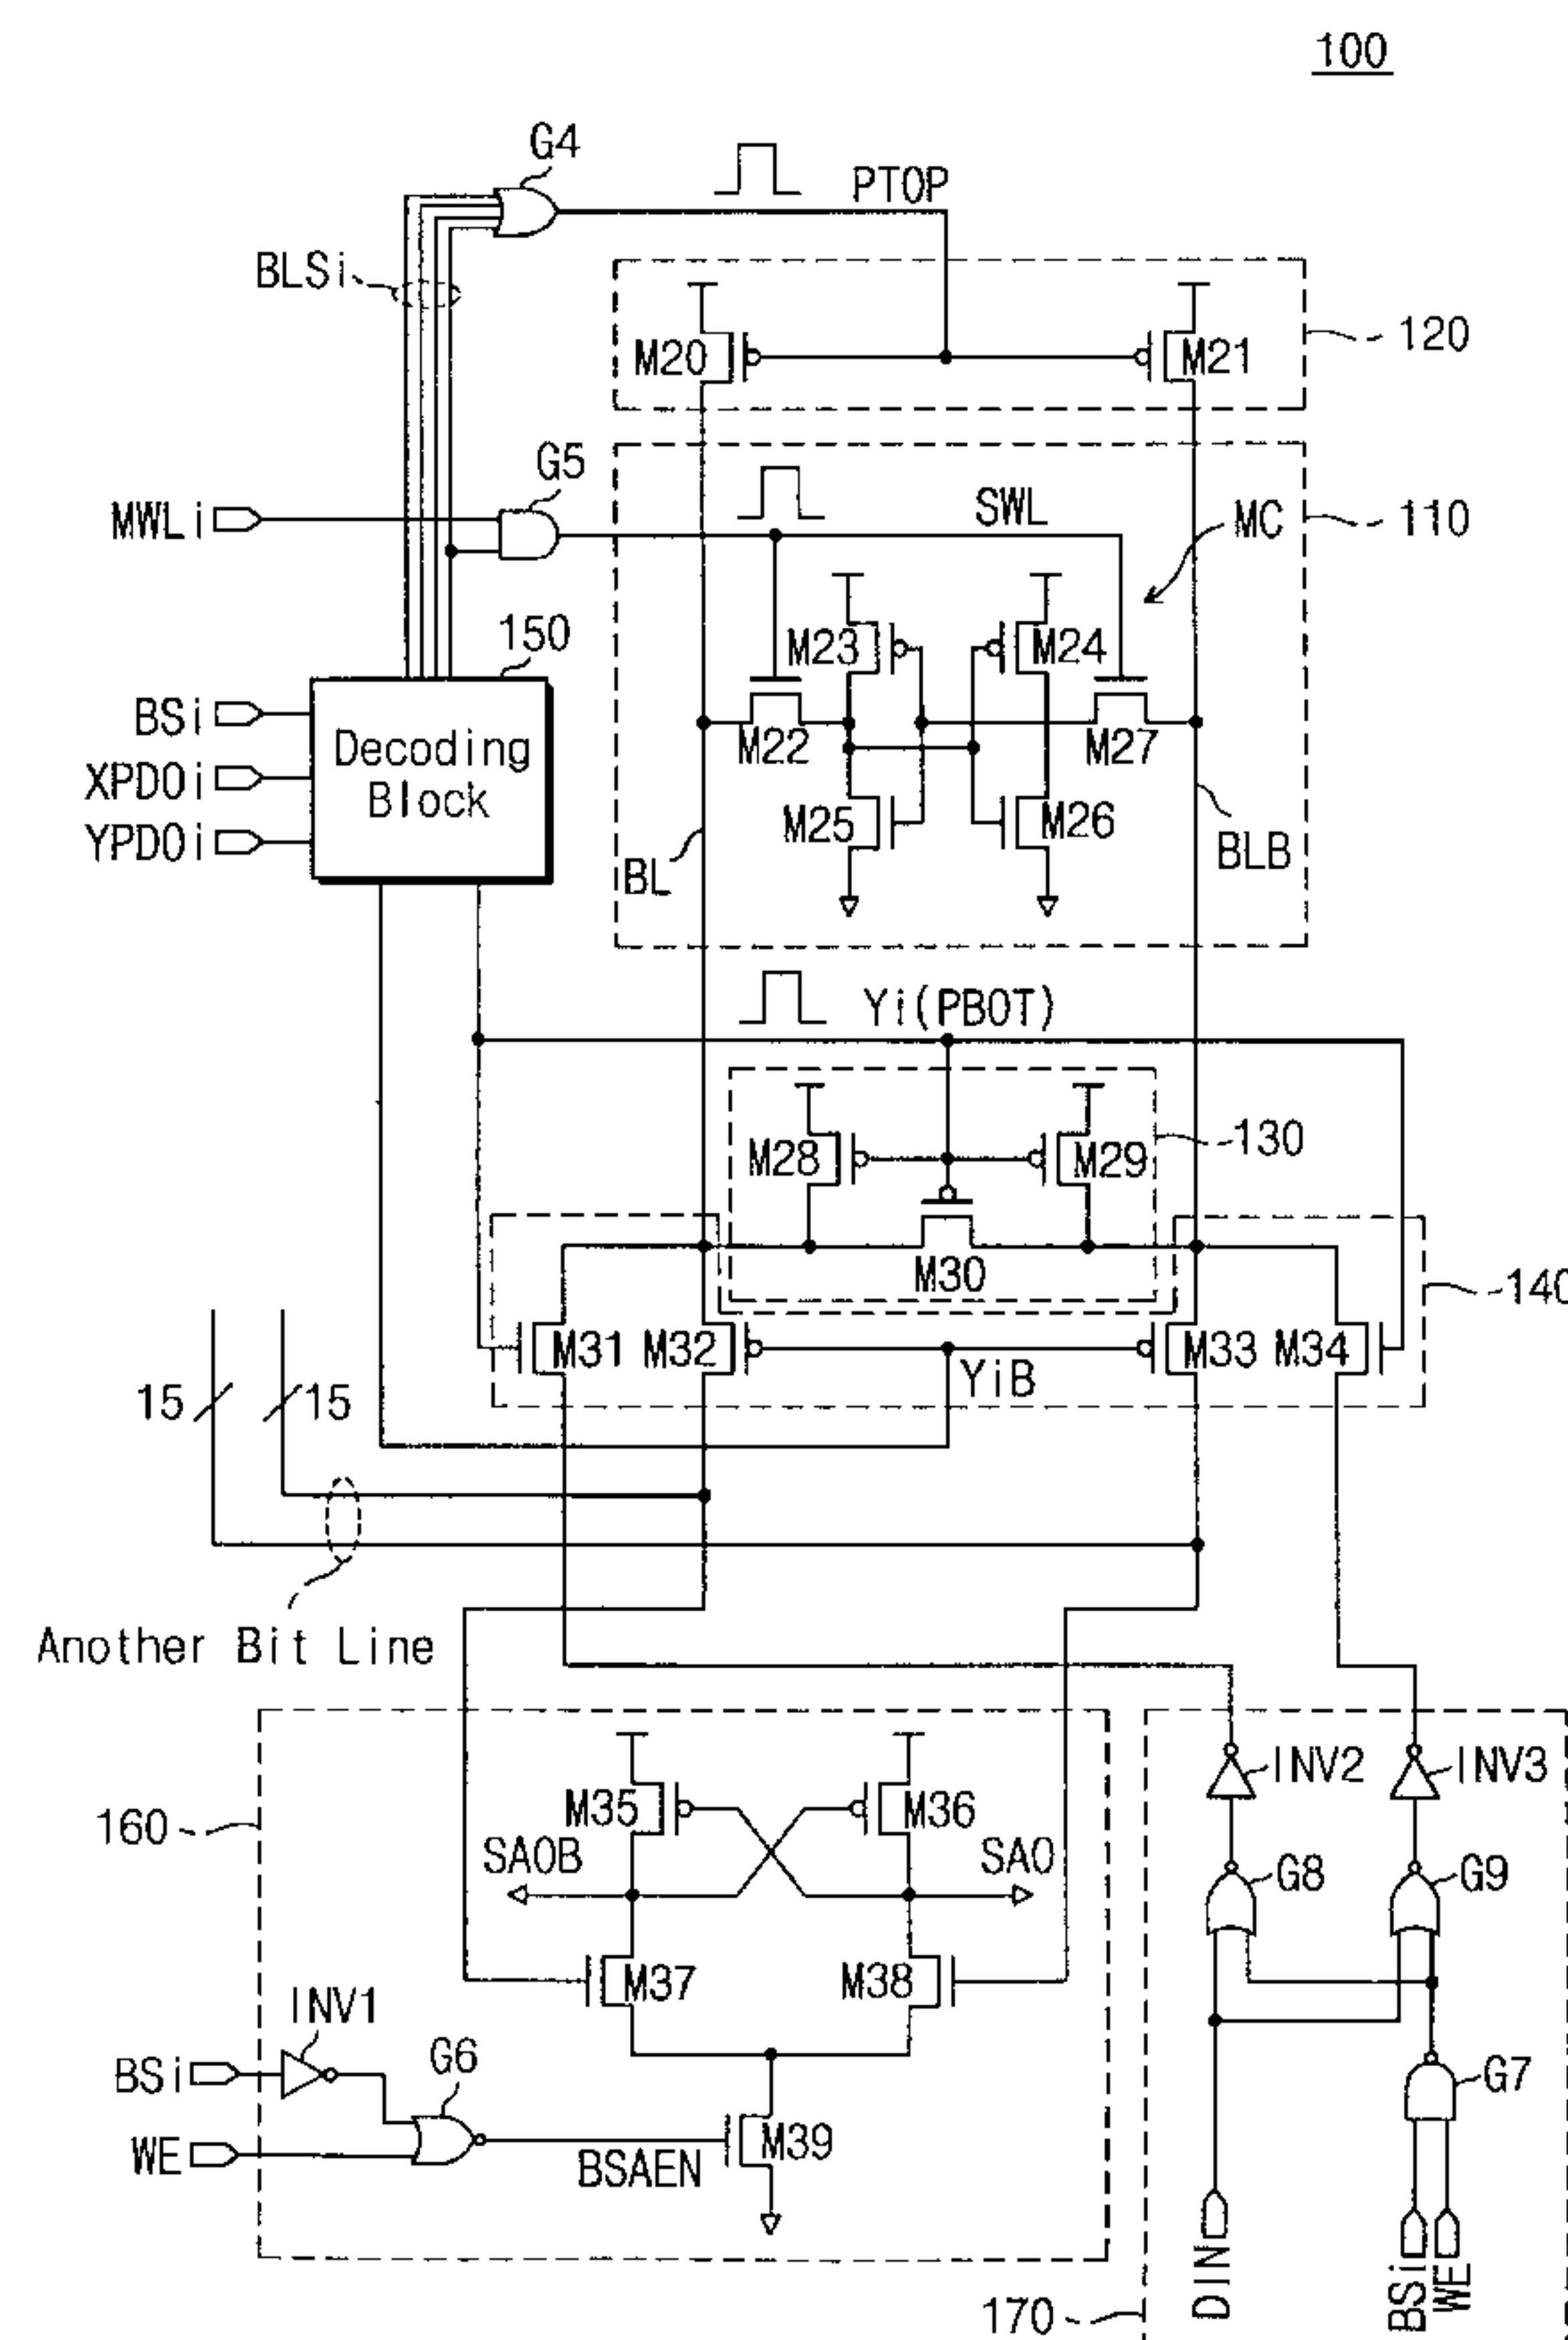 100
G4
PTOP
BLSi
M20
M21
120
G5
MWLi
SWL
MC
110
150
M23
M24
BSi
Decoding
Block
M22
M27
XPD0i
YPD0i
M25
M26
BL
BLB
Yi(PBOT)
M28
M29
130
M30
140
M31
M32
M33
M34
YiB
15
15
Another Bit Line
INV2
INV3
M35
M36
160
SAOB
SAO
G8
G9
M37
M38
INV1
G6
G7
BSi
WE
BSAEN
M39
DIN
BSi
WE
170